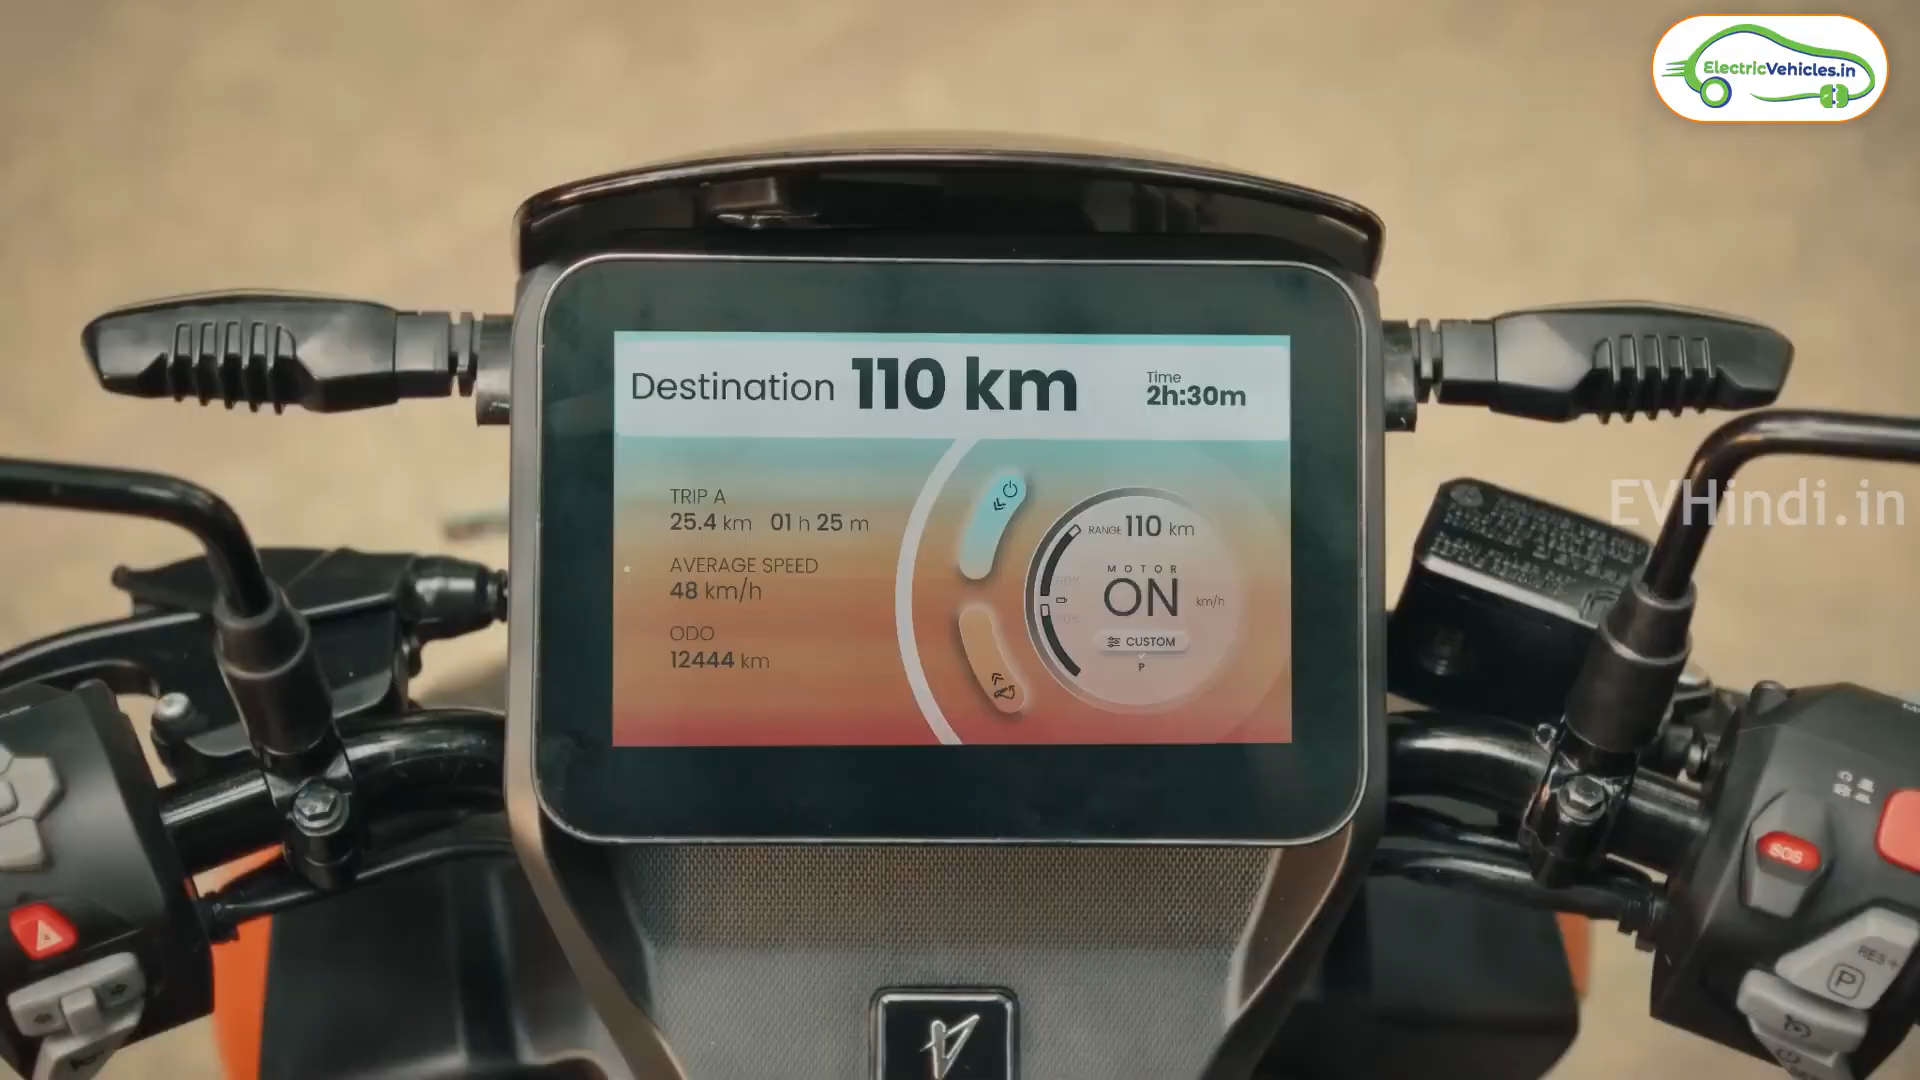 ElectricVehicles.in
Destination 110 km
Time
2h:30m
EVHindi.in
TRIP A
25.4 km 01 h 25 m
AVERAGE SPEED
48 km/h
ODO
12444 km
RANGE 110 km
MOTOR
ON
km/h
CUSTOM
P
SOS
RES+
P